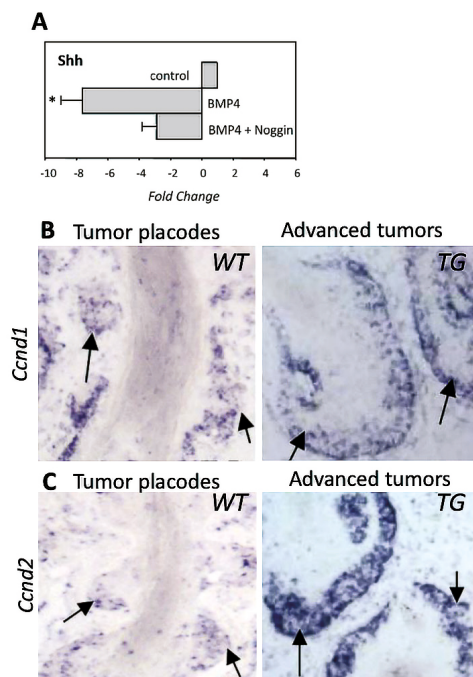 A
Shh
control
* BMP4
BMP4 + Noggin
-10 -8 -6 -4 -2 0 2 4 6
Fold Change
B Tumor placodes Advanced tumors
WT TG
Ccnd1
C Tumor placodes Advanced tumors
WT TG
Ccnd2